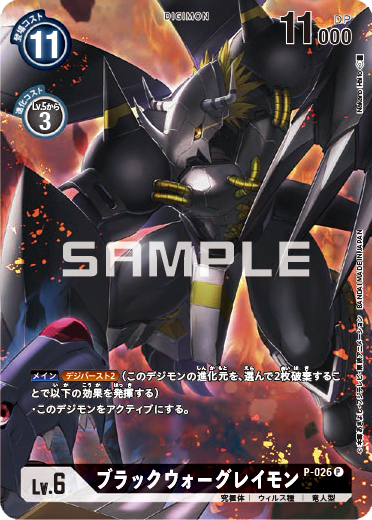 登場コスト
11
DIGIMON
DP
11000
進化コスト
Lv.5から
3
SAMPLE
BANDAI MADE IN JAPAN
メイン デジバースト2 (このデジモンの進化元を、選んで2枚破棄するこ
とで以下の効果を発揮する)
・このデジモンをアクティブにする。
Lv.6
ブラックウォーグレイモン
P-026 P
究極体 ウィルス種 竜人型